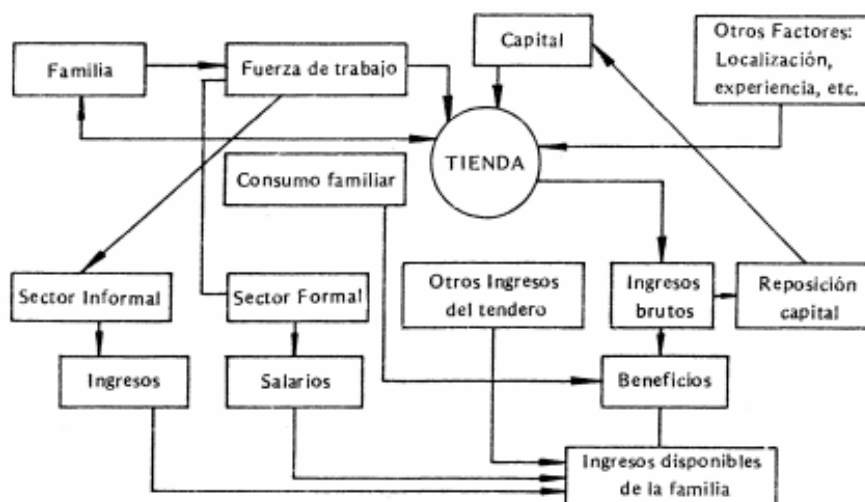 Familia
Fuerza de trabajo
Capital
Otros Factores:
Localización,
experiencia, etc.
TIENDA
Consumo familiar
Sector Informal
Sector Formal
Otros Ingresos
del tendero
Ingresos
brutos
Reposición
capital
Ingresos
Salarios
Beneficios
Ingresos disponibles
de la familia